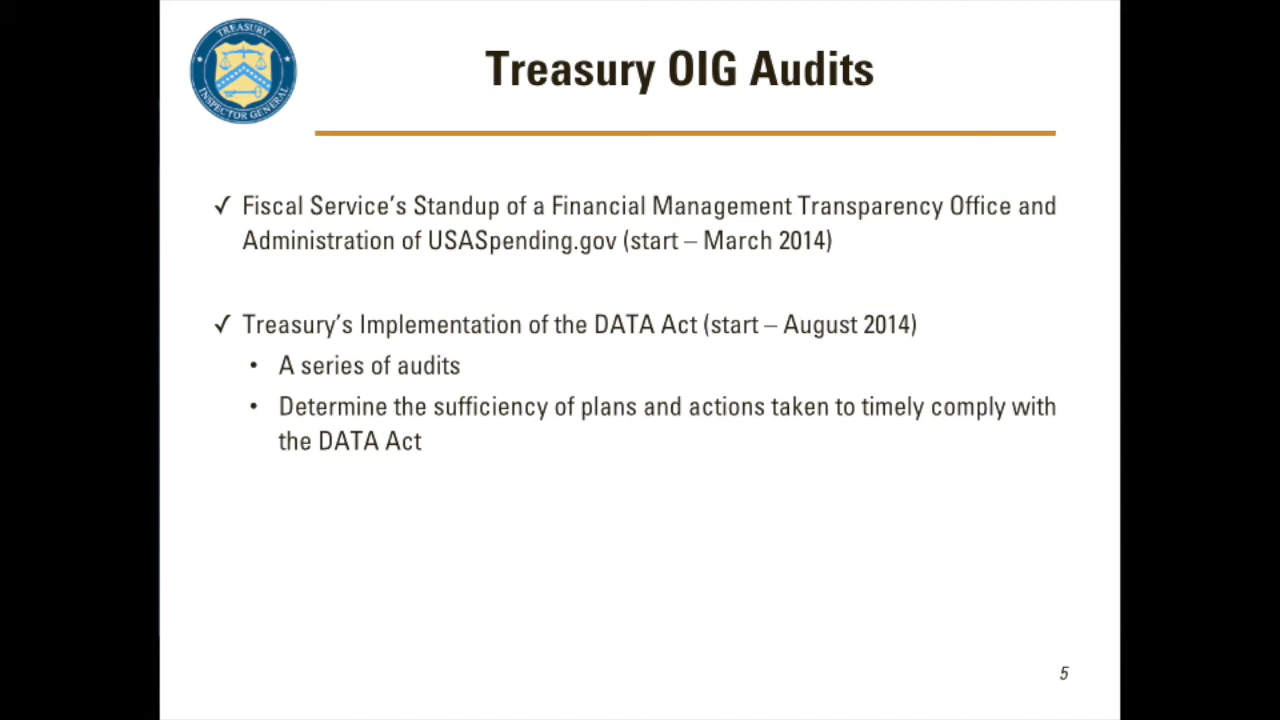 TREASURY
INSPECTOR GENERAL
Treasury OIG Audits
✓ Fiscal Service’s Standup of a Financial Management Transparency Office and
Administration of USASpending.gov (start – March 2014)
✓ Treasury’s Implementation of the DATA Act (start – August 2014)
• A series of audits
• Determine the sufficiency of plans and actions taken to timely comply with
the DATA Act
5